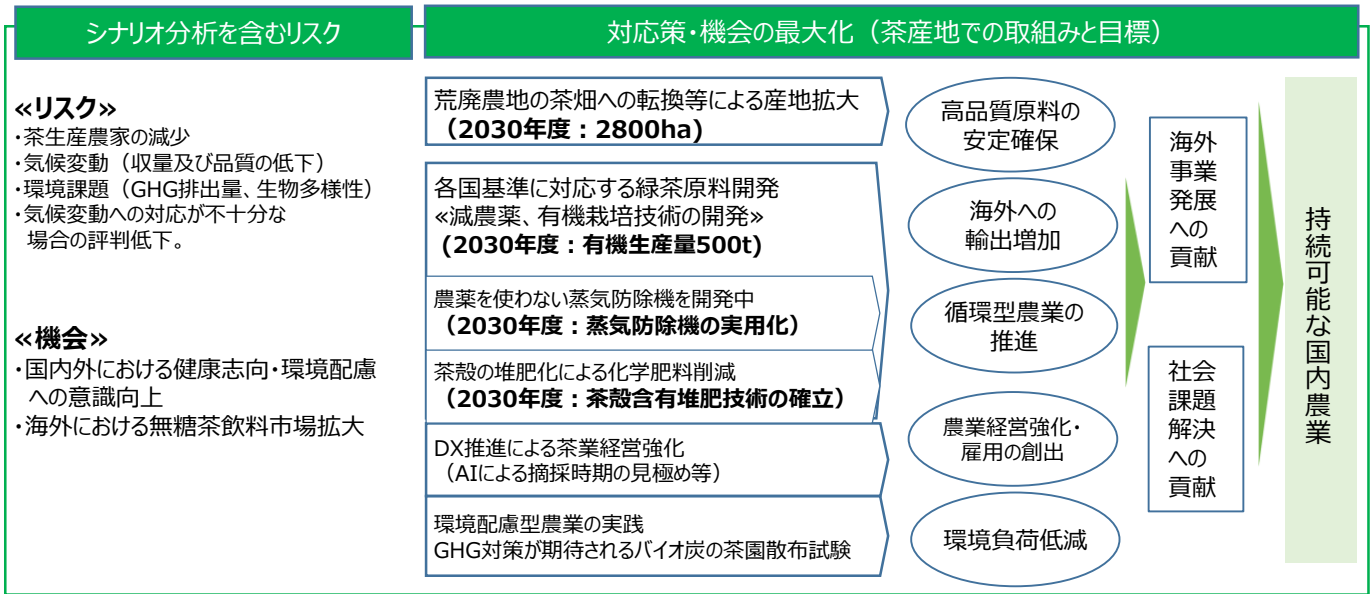 シナリオ分析を含むリスク
対応策・機会の最大化（茶産地での取組みと目標）
≪リスク≫
・茶生産農家の減少
・気候変動（収量及び品質の低下）
・環境課題（GHG排出量、生物多様性）
・気候変動への対応が不十分な
場合の評判低下。
≪機会≫
・国内外における健康志向・環境配慮
への意識向上
・海外における無糖茶飲料市場拡大
荒廃農地の茶畑への転換等による産地拡大
（2030年度：2800ha)
各国基準に対応する緑茶原料開発
≪減農薬、有機栽培技術の開発≫
(2030年度：有機生産量500t)
農薬を使わない蒸気防除機を開発中
（2030年度：蒸気防除機の実用化）
茶殻の堆肥化による化学肥料削減
（2030年度：茶殻含有堆肥技術の確立）
DX推進による茶業経営強化
（AIによる摘採時期の見極め等）
環境配慮型農業の実践
GHG対策が期待されるバイオ炭の茶園散布試験
高品質原料の
安定確保
海外への
輸出増加
循環型農業の
推進
農業経営強化・
雇用の創出
環境負荷低減
海外
事業
発展
への
貢献
社会
課題
解決
への
貢献
持続可能な国内農業